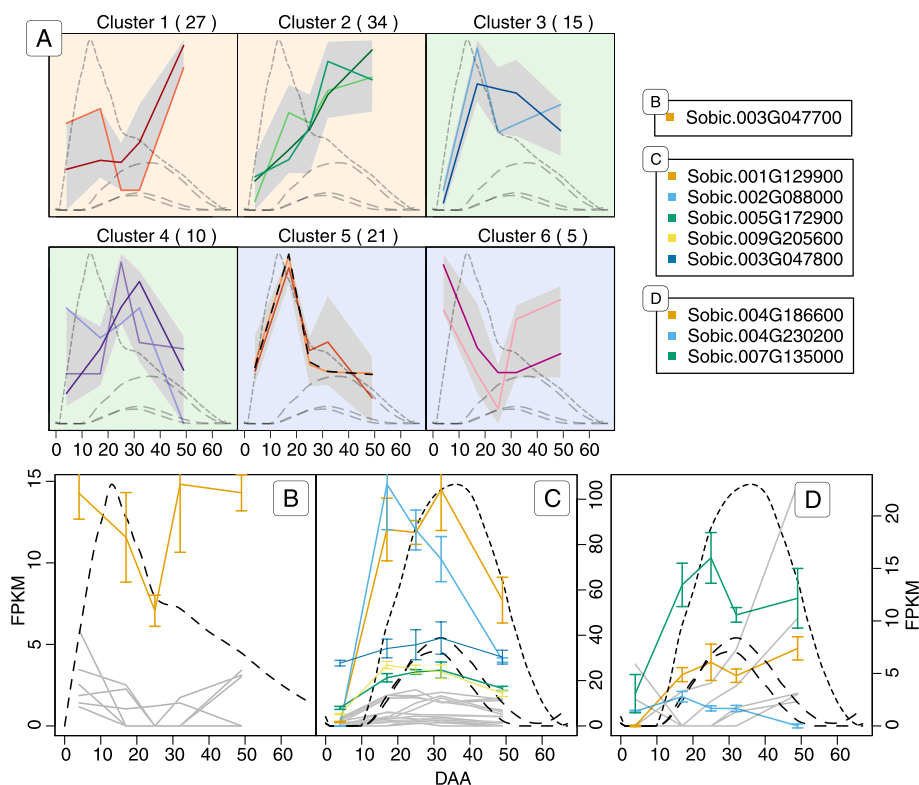 A
Cluster 1 ( 27 )
Cluster 2 ( 34 )
Cluster 3 ( 15 )
Cluster 4 ( 10 )
Cluster 5 ( 21 )
Cluster 6 ( 5 )
0 10 20 30 40 50 60
0 10 20 30 40 50 60
0 10 20 30 40 50 60
B
Sobic.003G047700
C
Sobic.001G129900
Sobic.002G088000
Sobic.005G172900
Sobic.009G205600
Sobic.003G047800
D
Sobic.004G186600
Sobic.004G230200
Sobic.007G135000
B
FPKM
15
10
5
0
0 10 20 30 40 50 60
C
100
80
60
40
20
0
0 10 20 30 40 50 60
D
20
15
10
5
0
FPKM
0 10 20 30 40 50 60
DAA